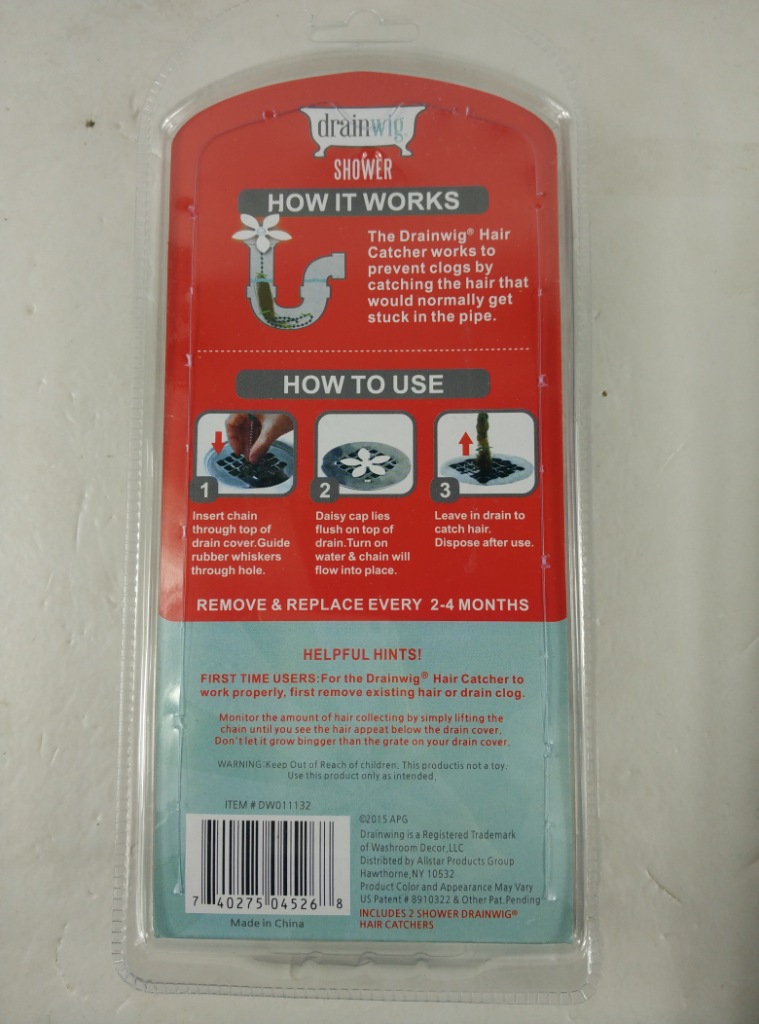 drainwig
SHOWER
HOW IT WORKS
The Drainwig® Hair
Catcher works to
prevent clogs by
catching the hair that
would normally get
stuck in the pipe.
HOW TO USE
1
Insert chain
through top of
drain cover.Guide
rubber whiskers
through hole.
2
Daisy cap lies
flush on top of
drain.Turn on
water & chain will
flow into place.
3
Leave in drain to
catch hair.
Dispose after use.
REMOVE & REPLACE EVERY 2-4 MONTHS
HELPFUL HINTS!
FIRST TIME USERS:For the Drainwig® Hair Catcher to
work properly, first remove existing hair or drain clog.
Monitor the amount of hair collecting by simply lifting the
chain until you see the hair appeat below the drain cover.
Don't let it grow bingger than the grate on your drain cover.
WARNING:Keep Out of Reach of children. This productis not a toy.
Use this product only as intended.
ITEM # DW011132
7 40275 04526 8
Made in China
©2015 APG
Drainwing is a Registered Trademark
of Washroom Decor,LLC
Distribted by Allstar Products Group
Hawthorne,NY 10532
Product Color and Appearance May Vary
US Patent # 8910322 & Other Pat.Pending
INCLUDES 2 SHOWER DRAINWIG®
HAIR CATCHERS